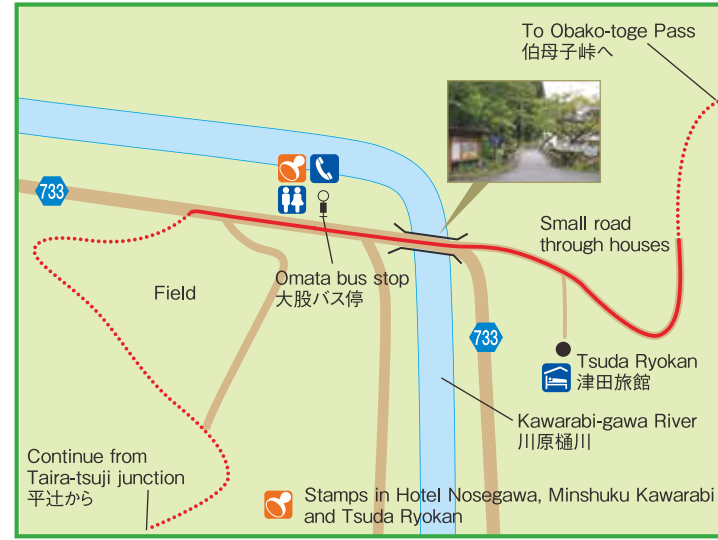 To Obako-toge Pass
伯母子峠へ
733
Small road
through houses
Omata bus stop
大股バス停
Field
733
Tsuda Ryokan
津田旅館
Kawarabi-gawa River
川原樋川
Continue from
Taira-tsuji junction
平辻から
Stamps in Hotel Nosegawa, Minshuku Kawarabi
and Tsuda Ryokan